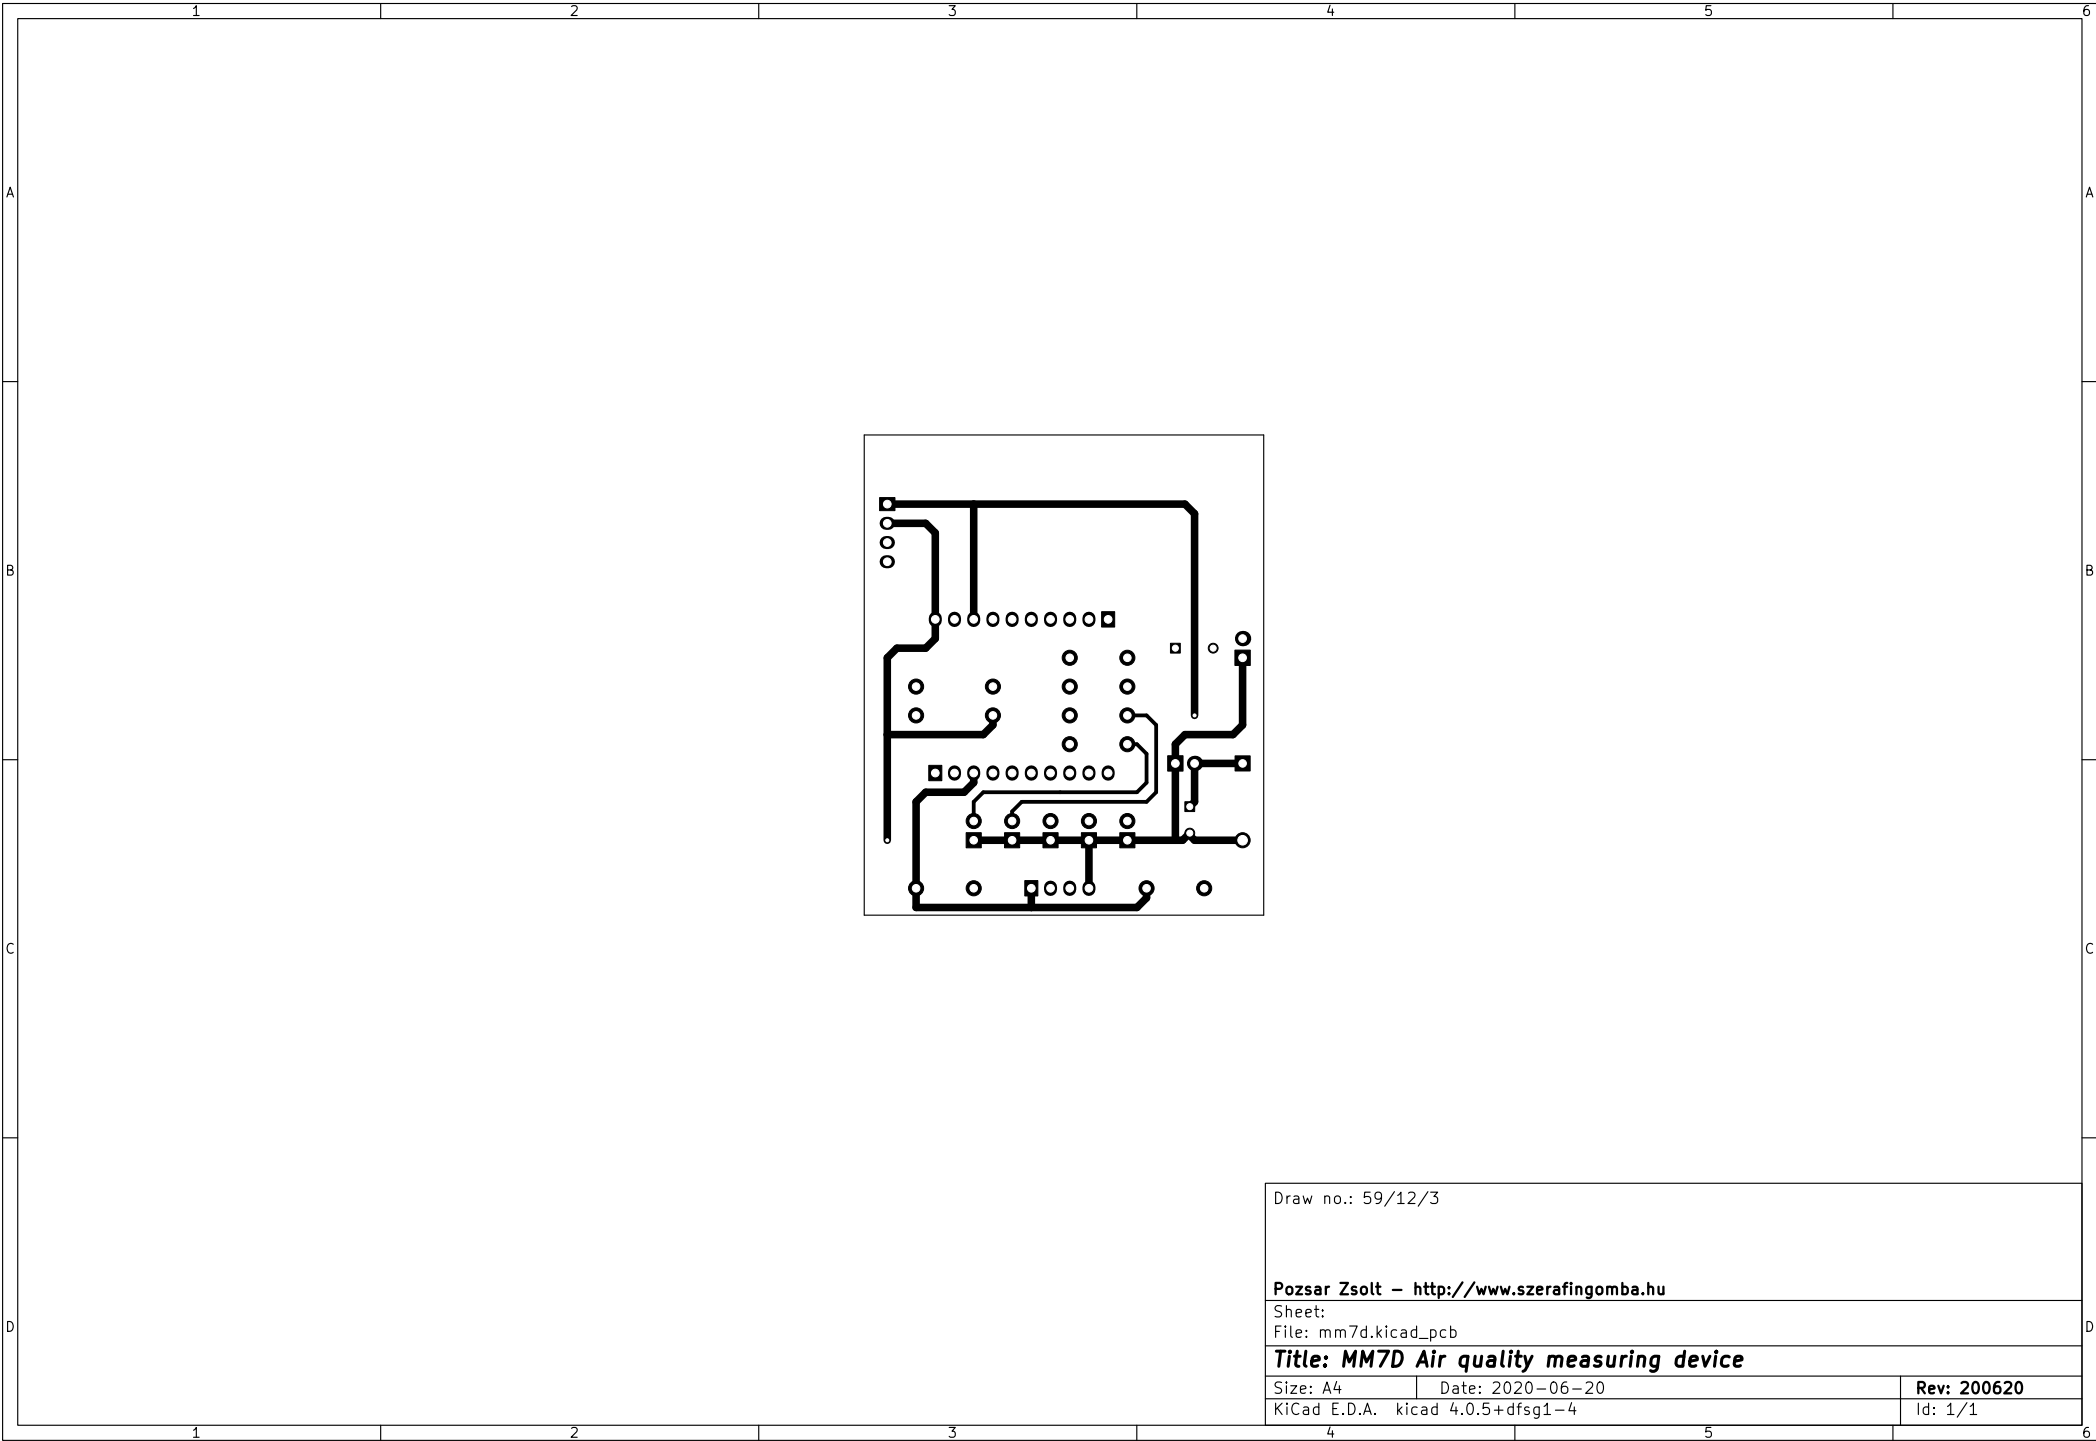 1 2 3 4 5 6
A A
B B
C C
Draw no.: 59/12/3
Pozsar Zsolt – http://www.szerafingomba.hu
Sheet:
File: mm7d.kicad_pcb
D D
Title: MM7D Air quality measuring device
Size: A4 Date: 2020-06-20 Rev: 200620
KiCad E.D.A. kicad 4.0.5+dfsg1-4 Id: 1/1
1 2 3 4 5 6